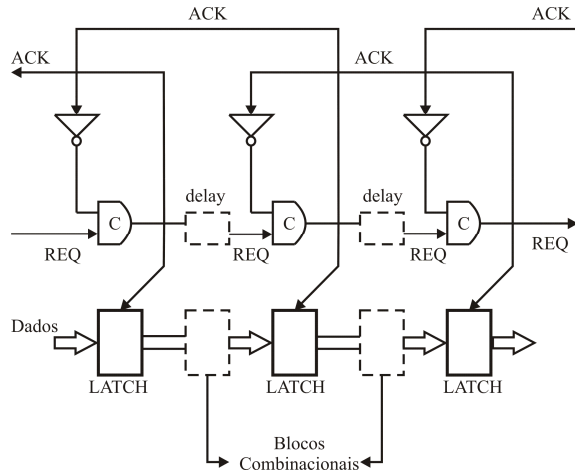 ACK
ACK
ACK
ACK
delay
delay
C
C
C
REQ
REQ
REQ
REQ
Dados
LATCH
LATCH
LATCH
Blocos
Combinacionais